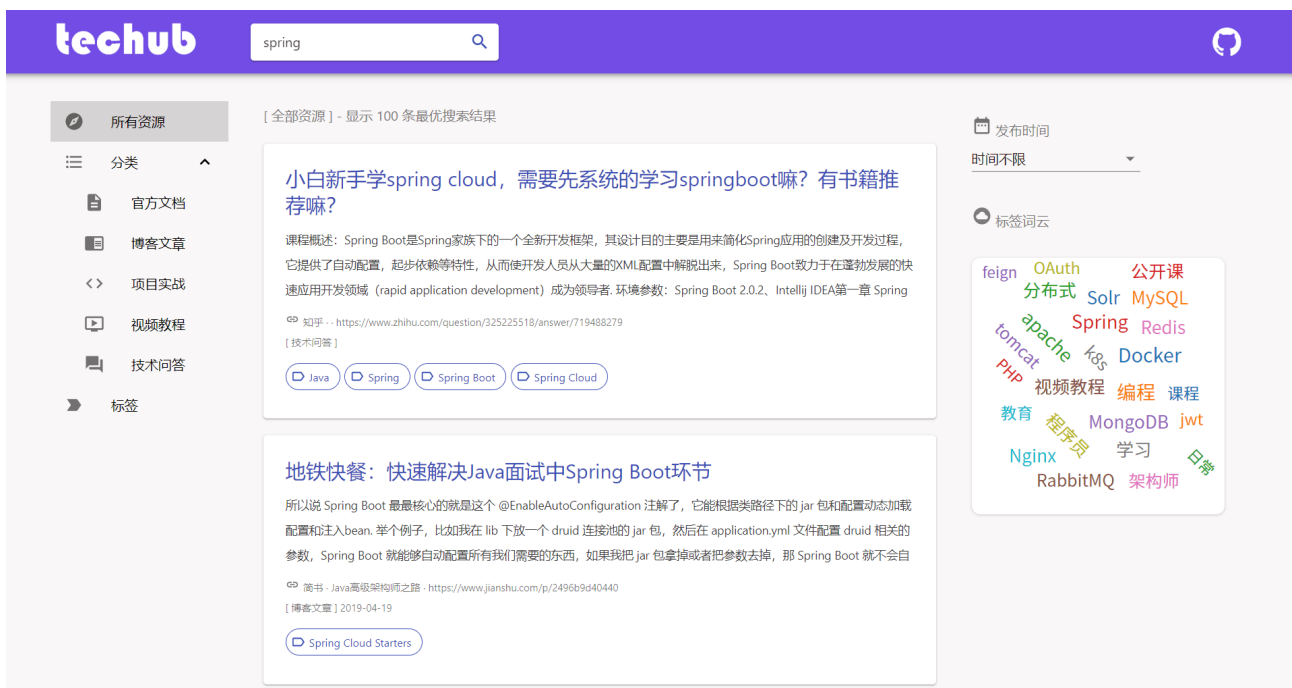 techub
spring
所有资源
分类
官方文档
博客文章
项目实战
视频教程
技术问答
标签
[ 全部资源 ] - 显示 100 条最优搜索结果
小白新手学spring cloud，需要先系统的学习springboot嘛？有书籍推
荐嘛？
课程概述：Spring Boot是Spring家族下的一个全新开发框架，其设计目的主要是用来简化Spring应用的创建及开发过程，
它提供了自动配置，起步依赖等特性，从而使开发人员从大量的XML配置中解脱出来，Spring Boot致力于在蓬勃发展的快
速应用开发领域（rapid application development）成为领导者. 环境参数：Spring Boot 2.0.2、Intellij IDEA第一章 Spring
知乎 · · https://www.zhihu.com/question/325225518/answer/719488279
[ 技术问答 ]
Java
Spring
Spring Boot
Spring Cloud
地铁快餐：快速解决Java面试中Spring Boot环节
所以说 Spring Boot 最最核心的就是这个 @EnableAutoConfiguration 注解了，它能根据类路径下的 jar 包和配置动态加载
配置和注入bean. 举个例子，比如我在 lib 下放一个 druid 连接池的 jar 包，然后在 application.yml 文件配置 druid 相关的
参数，Spring Boot 就能够自动配置所有我们需要的东西，如果我把 jar 包拿掉或者把参数去掉，那 Spring Boot 就不会自
简书 · Java高级架构师之路 · https://www.jianshu.com/p/2496b9d40440
[ 博客文章 ] 2019-04-19
Spring Cloud Starters
发布时间
时间不限
标签词云
feign
OAuth
公开课
分布式
Solr
MySQL
apache
Spring
Redis
tomcat
k8s
Docker
PHP
视频教程
编程
课程
教育
程序员
MongoDB
jwt
Nginx
学习
日常
RabbitMQ
架构师